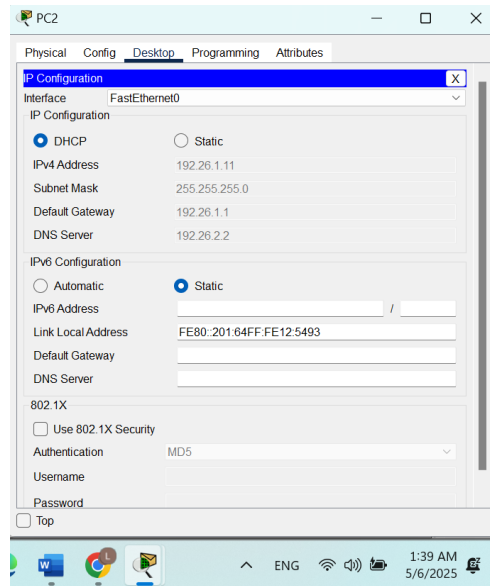 PC2
Physical Config Desktop Programming Attributes
IP Configuration X
Interface FastEthernet0
IP Configuration
DHCP Static
IPv4 Address 192.26.1.11
Subnet Mask 255.255.255.0
Default Gateway 192.26.1.1
DNS Server 192.26.2.2
IPv6 Configuration
Automatic Static
IPv6 Address /
Link Local Address FE80::201:64FF:FE12:5493
Default Gateway
DNS Server
802.1X
Use 802.1X Security
Authentication MD5
Username
Password
Top
W L ENG 1:39 AM
5/6/2025